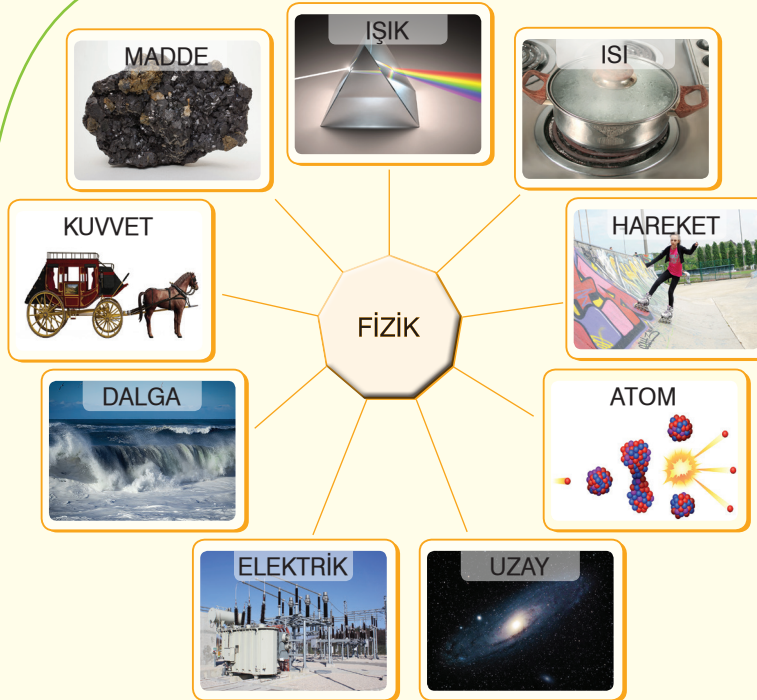 IŞIK
MADDE
ISI
KUVVET
HAREKET
FİZİK
DALGA
ATOM
ELEKTRİK
UZAY